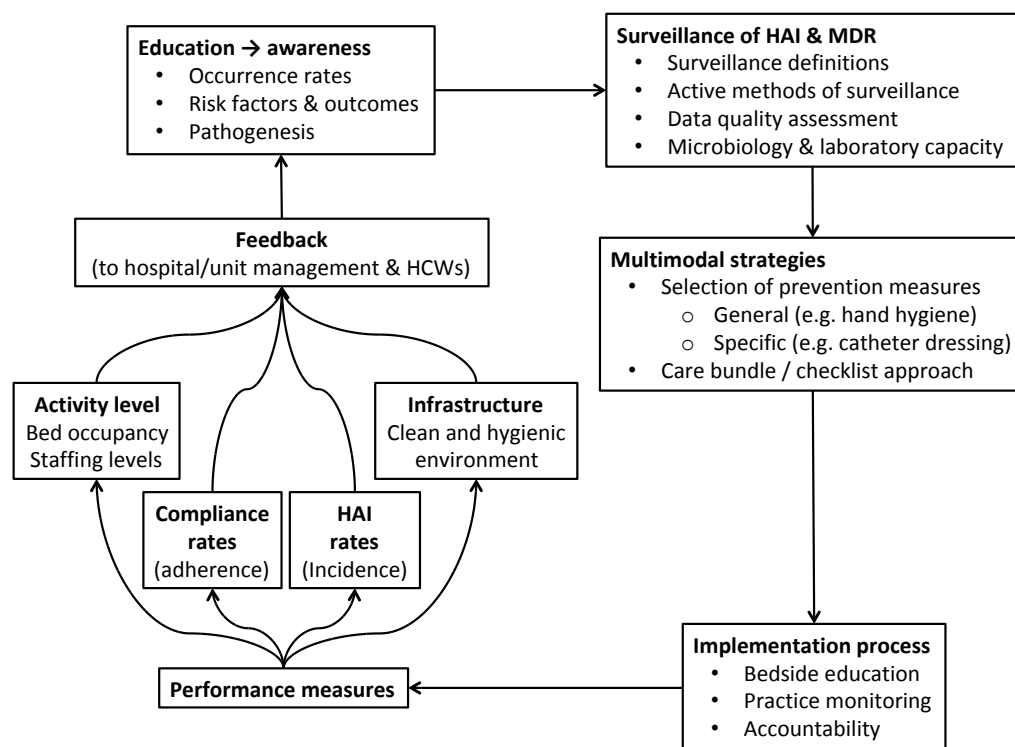 Education → awareness
• Occurrence rates
• Risk factors & outcomes
• Pathogenesis
Surveillance of HAI & MDR
• Surveillance definitions
• Active methods of surveillance
• Data quality assessment
• Microbiology & laboratory capacity
Multimodal strategies
• Selection of prevention measures
o General (e.g. hand hygiene)
o Specific (e.g. catheter dressing)
• Care bundle / checklist approach
Implementation process
• Bedside education
• Practice monitoring
• Accountability
Performance measures
Activity level
Bed occupancy
Staffing levels
Compliance
rates
(adherence)
HAI
rates
(Incidence)
Infrastructure
Clean and hygienic
environment
Feedback
(to hospital/unit management & HCWs)